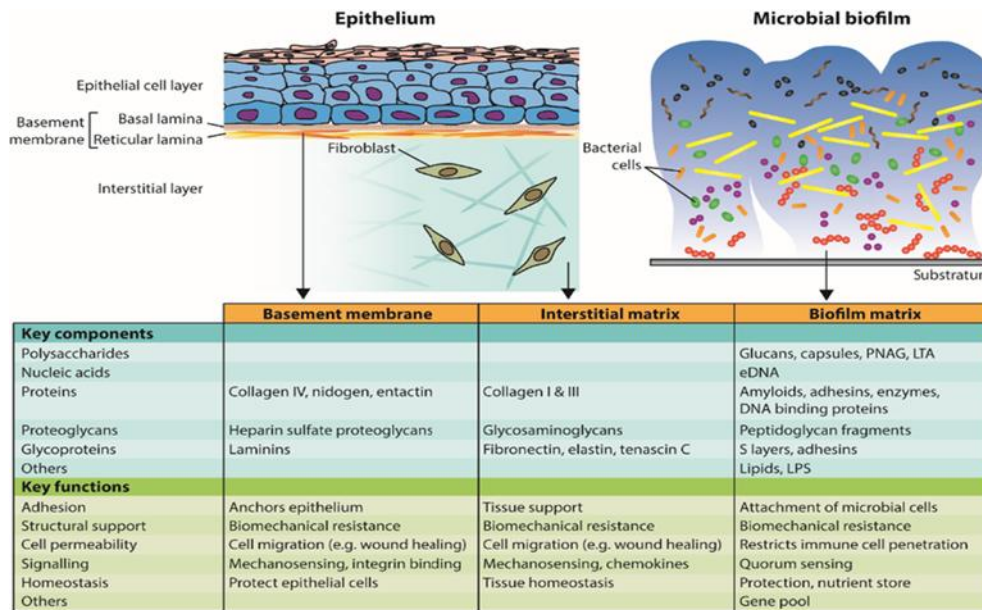 Epithelium
Microbial biofilm
Epithelial cell layer
Basement membrane
Basal lamina
Reticular lamina
Fibroblast
Interstitial layer
Bacterial cells
Substratum
Basement membrane Interstitial matrix Biofilm matrix
Key components
Polysaccharides Glucans, capsules, PNAG, LTA
Nucleic acids eDNA
Proteins Collagen IV, nidogen, entactin Collagen I & III Amyloids, adhesins, enzymes,
DNA binding proteins
Proteoglycans Heparin sulfate proteoglycans Glycosaminoglycans Peptidoglycan fragments
Glycoproteins Laminins Fibronectin, elastin, tenascin C S layers, adhesins
Others Lipids, LPS
Key functions
Adhesion Anchors epithelium Tissue support Attachment of microbial cells
Structural support Biomechanical resistance Biomechanical resistance Biomechanical resistance
Cell permeability Cell migration (e.g. wound healing) Cell migration (e.g. wound healing) Restricts immune cell penetration
Signalling Mechanosensing, integrin binding Mechanosensing, chemokines Quorum sensing
Homeostasis Protect epithelial cells Tissue homeostasis Protection, nutrient store
Others Gene pool